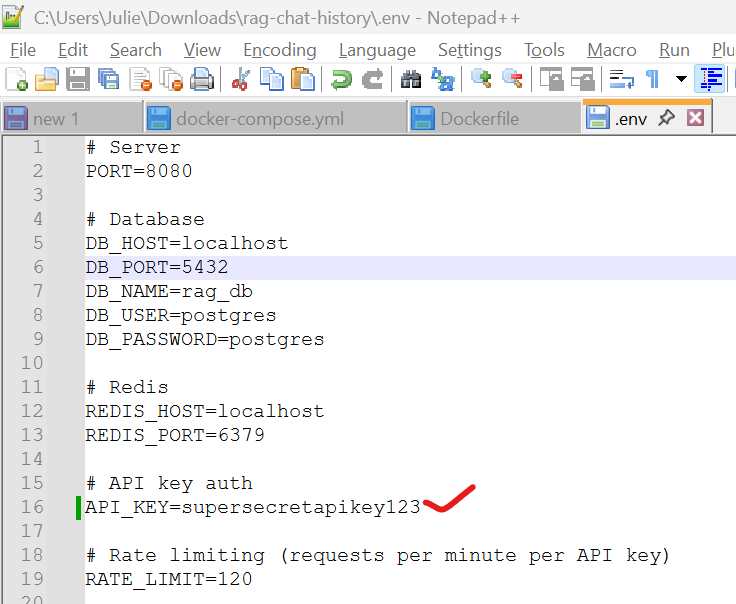 C:\Users\Julie\Downloads\rag-chat-history\.env - Notepad++
File Edit Search View Encoding Language Settings Tools Macro Run
new 1 docker-compose.yml Dockerfile .env
1 # Server
2 PORT=8080
3
4 # Database
5 DB_HOST=localhost
6 DB_PORT=5432
7 DB_NAME=rag_db
8 DB_USER=postgres
9 DB_PASSWORD=postgres
10
11 # Redis
12 REDIS_HOST=localhost
13 REDIS_PORT=6379
14
15 # API key auth
16 API_KEY=supersecretapikey123
17
18 # Rate limiting (requests per minute per API key)
19 RATE_LIMIT=120
20